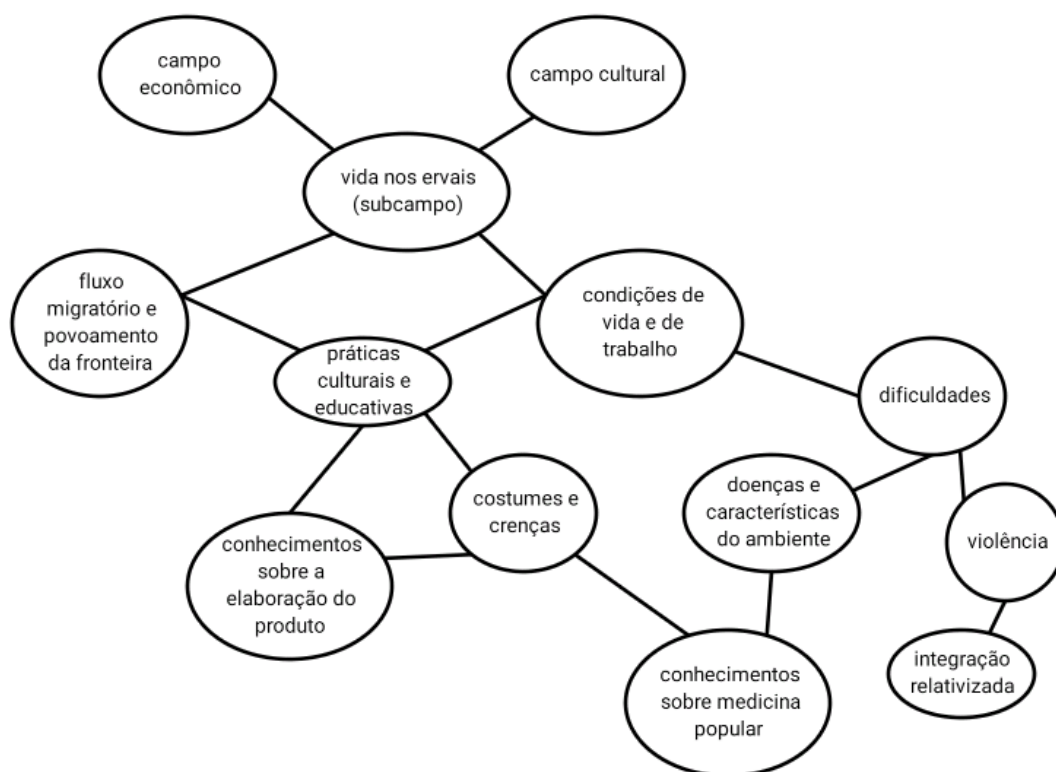 campo
econômico
campo cultural
vida nos ervais
(subcampo)
fluxo
migratório e
povoamento
da fronteira
condições de
vida e de
trabalho
práticas
culturais e
educativas
dificuldades
costumes e
crenças
doenças e
características
do ambiente
violência
conhecimentos
sobre a
elaboração do
produto
integração
relativizada
conhecimentos
sobre medicina
popular